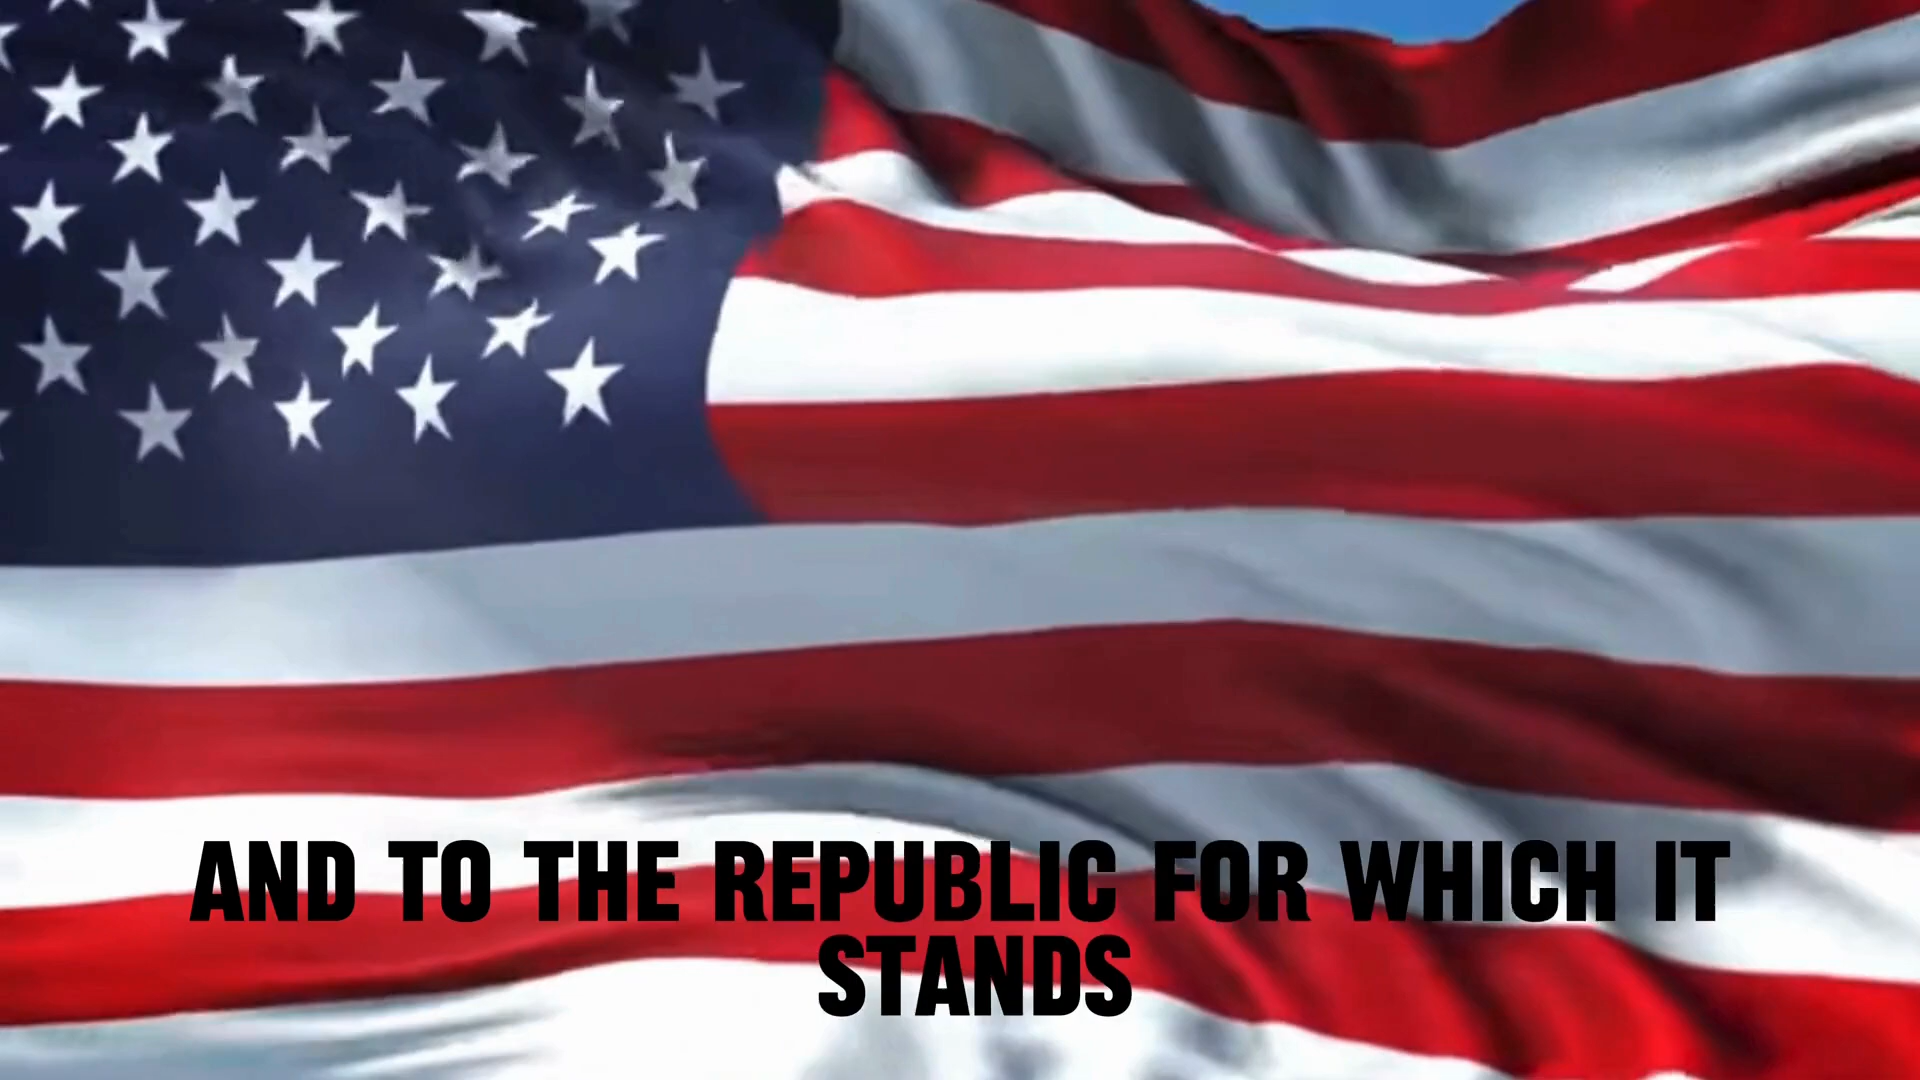 AND TO THE REPUBLIC FOR WHICH IT
STANDS